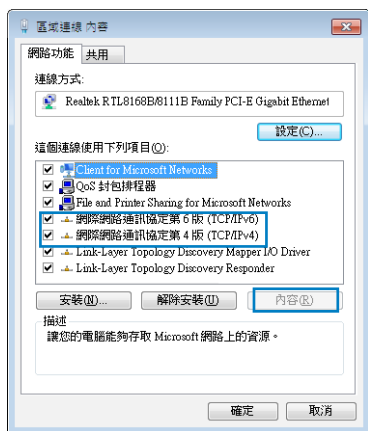 區域連線 內容
網路功能 共用
連線方式:
Realtek RTL8168B/8111B Family PCI-E Gigabit Ethernet
設定(C)...
這個連線使用下列項目(O):
Client for Microsoft Networks
QoS 封包排程器
File and Printer Sharing for Microsoft Networks
網際網路通訊協定第 6 版 (TCP/IPv6)
網際網路通訊協定第 4 版 (TCP/IPv4)
Link-Layer Topology Discovery Mapper I/O Driver
Link-Layer Topology Discovery Responder
安裝(N)... 解除安裝(U) 內容(R)
描述
讓您的電腦能夠存取 Microsoft 網路上的資源。
確定 取消